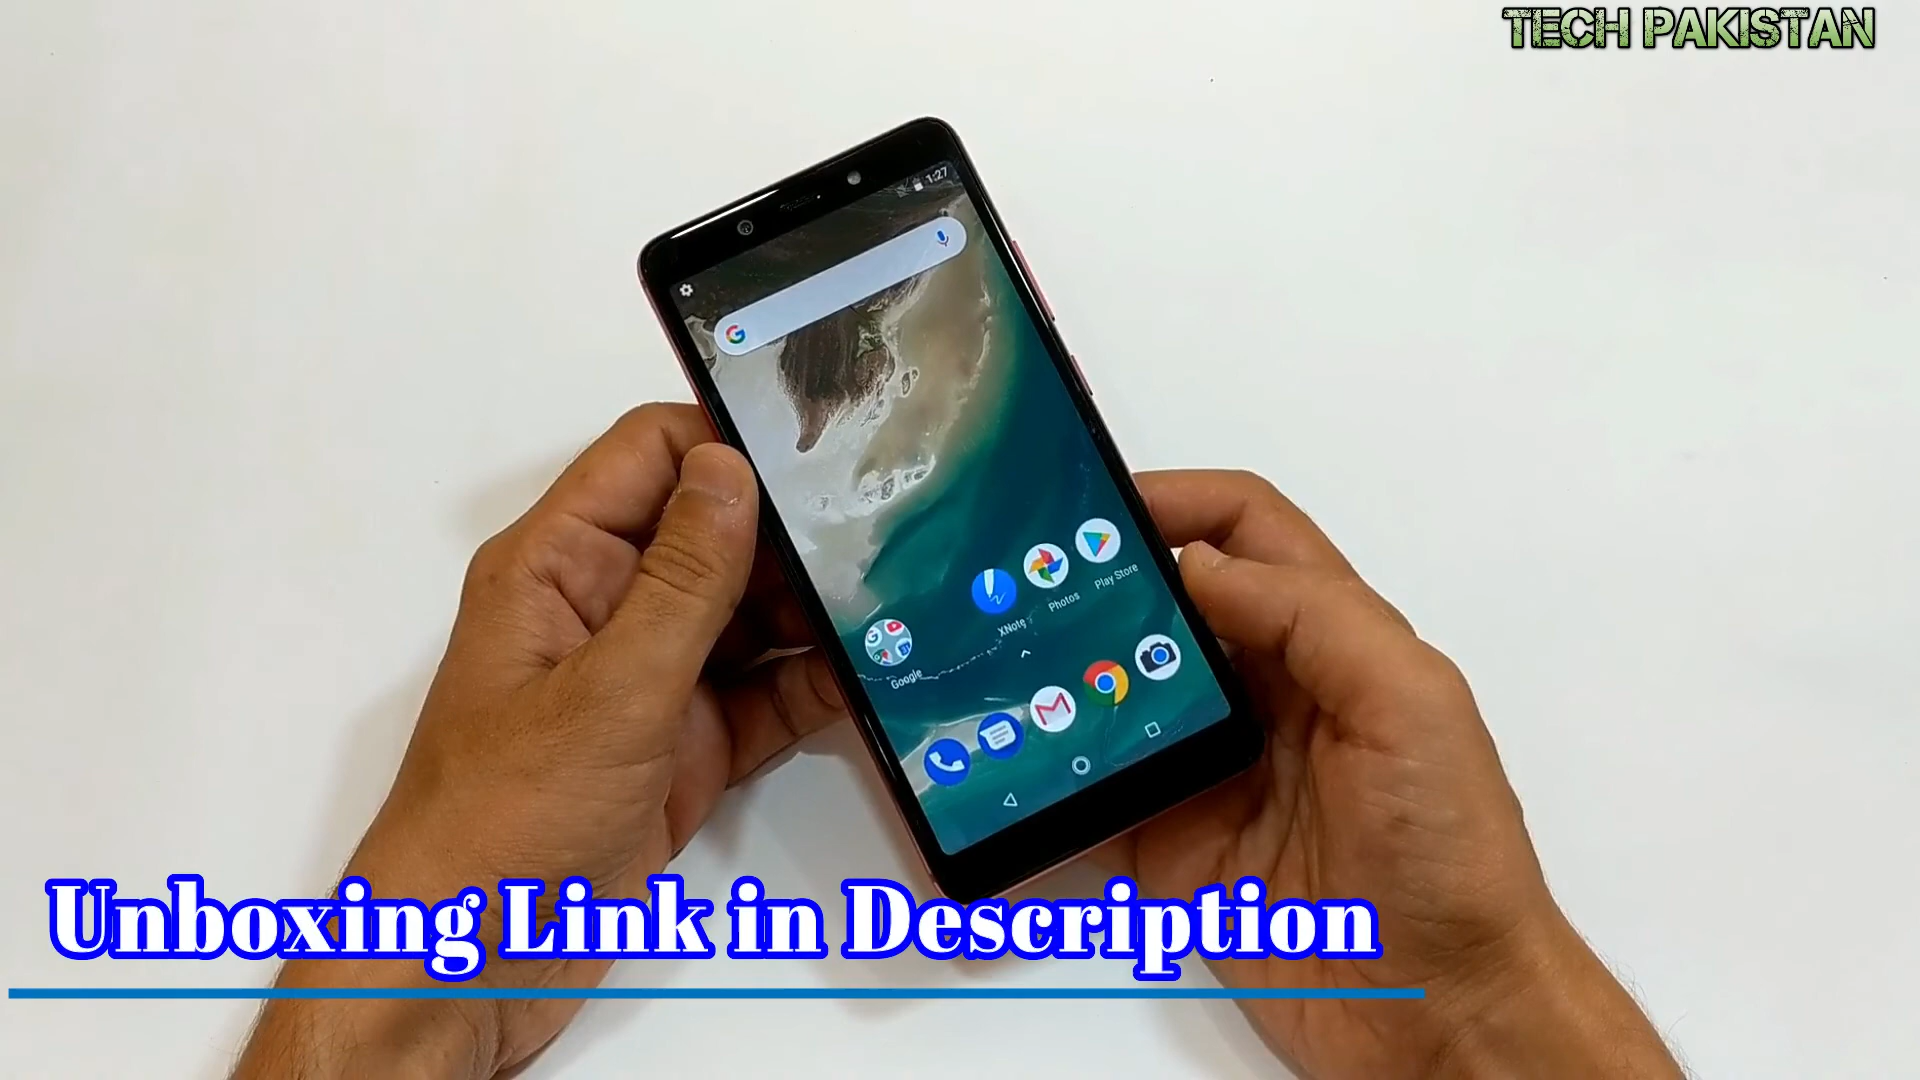 TECH PAKISTAN
1:27
G
Play Store
Photos
XNote
Google
Unboxing Link in Description